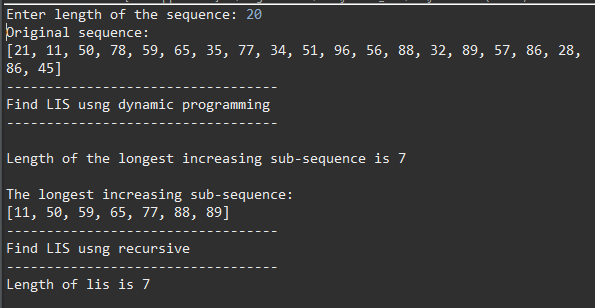 Enter length of the sequence: 20
Original sequence:
[21, 11, 50, 78, 59, 65, 35, 77, 34, 51, 96, 56, 88, 32, 89, 57, 86, 28,
86, 45]
----------------------------------
Find LIS usng dynamic programming
----------------------------------
Length of the longest increasing sub-sequence is 7
The longest increasing sub-sequence:
[11, 50, 59, 65, 77, 88, 89]
----------------------------------
Find LIS usng recursive
----------------------------------
Length of lis is 7